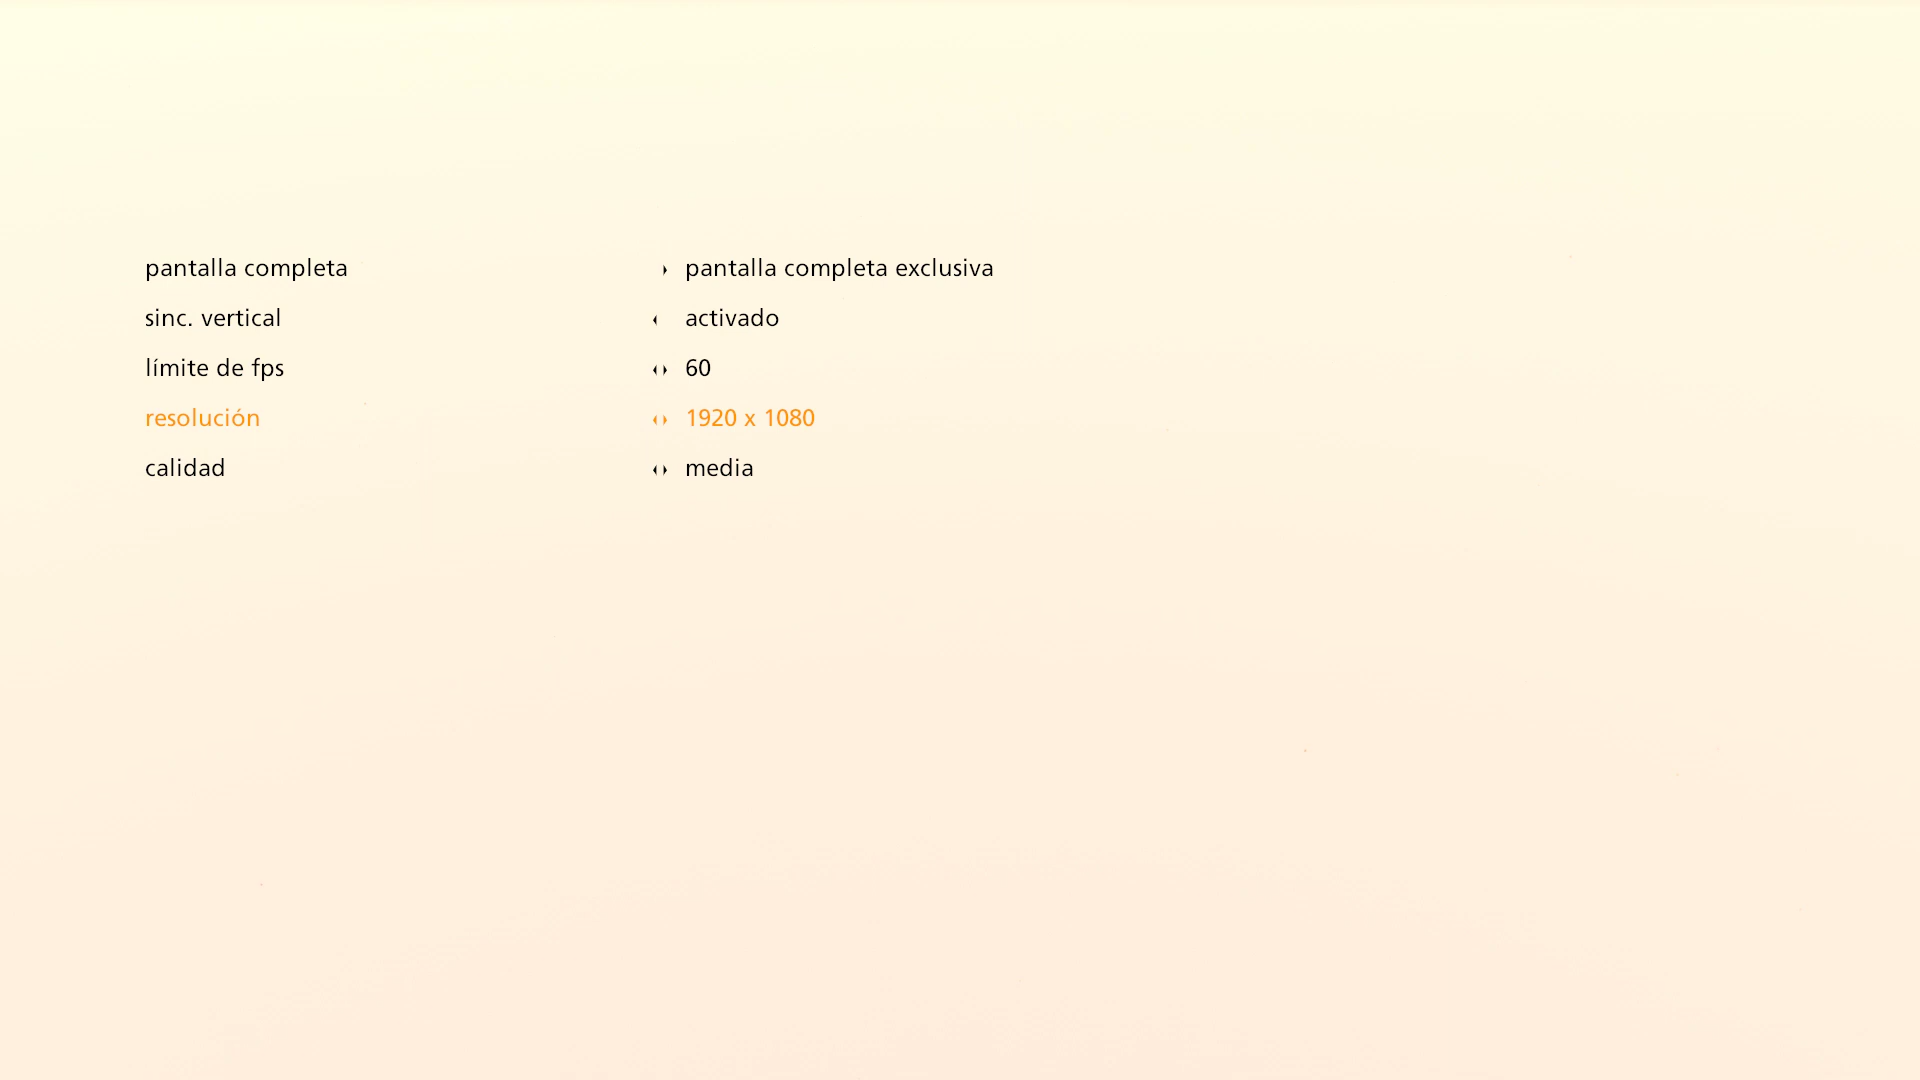 pantalla completa pantalla completa exclusiva
sinc. vertical activado
límite de fps 60
resolución 1920 x 1080
calidad media